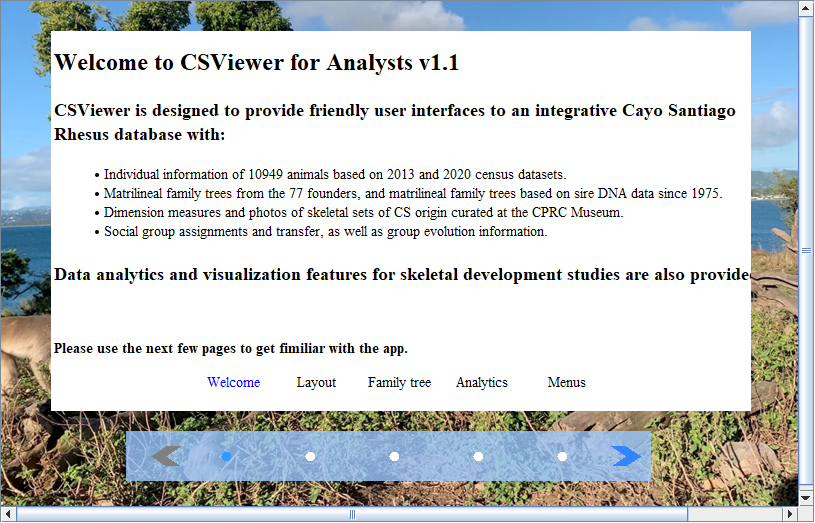 Welcome to CSViewer for Analysts v1.1
CSViewer is designed to provide friendly user interfaces to an integrative Cayo Santiago
Rhesus database with:
• Individual information of 10949 animals based on 2013 and 2020 census datasets.
• Matrilineal family trees from the 77 founders, and matrilineal family trees based on sire DNA data since 1975.
• Dimension measures and photos of skeletal sets of CS origin curated at the CPRC Museum.
• Social group assignments and transfer, as well as group evolution information.
Data analytics and visualization features for skeletal development studies are also provide
Please use the next few pages to get fimiliar with the app.
Welcome Layout Family tree Analytics Menus